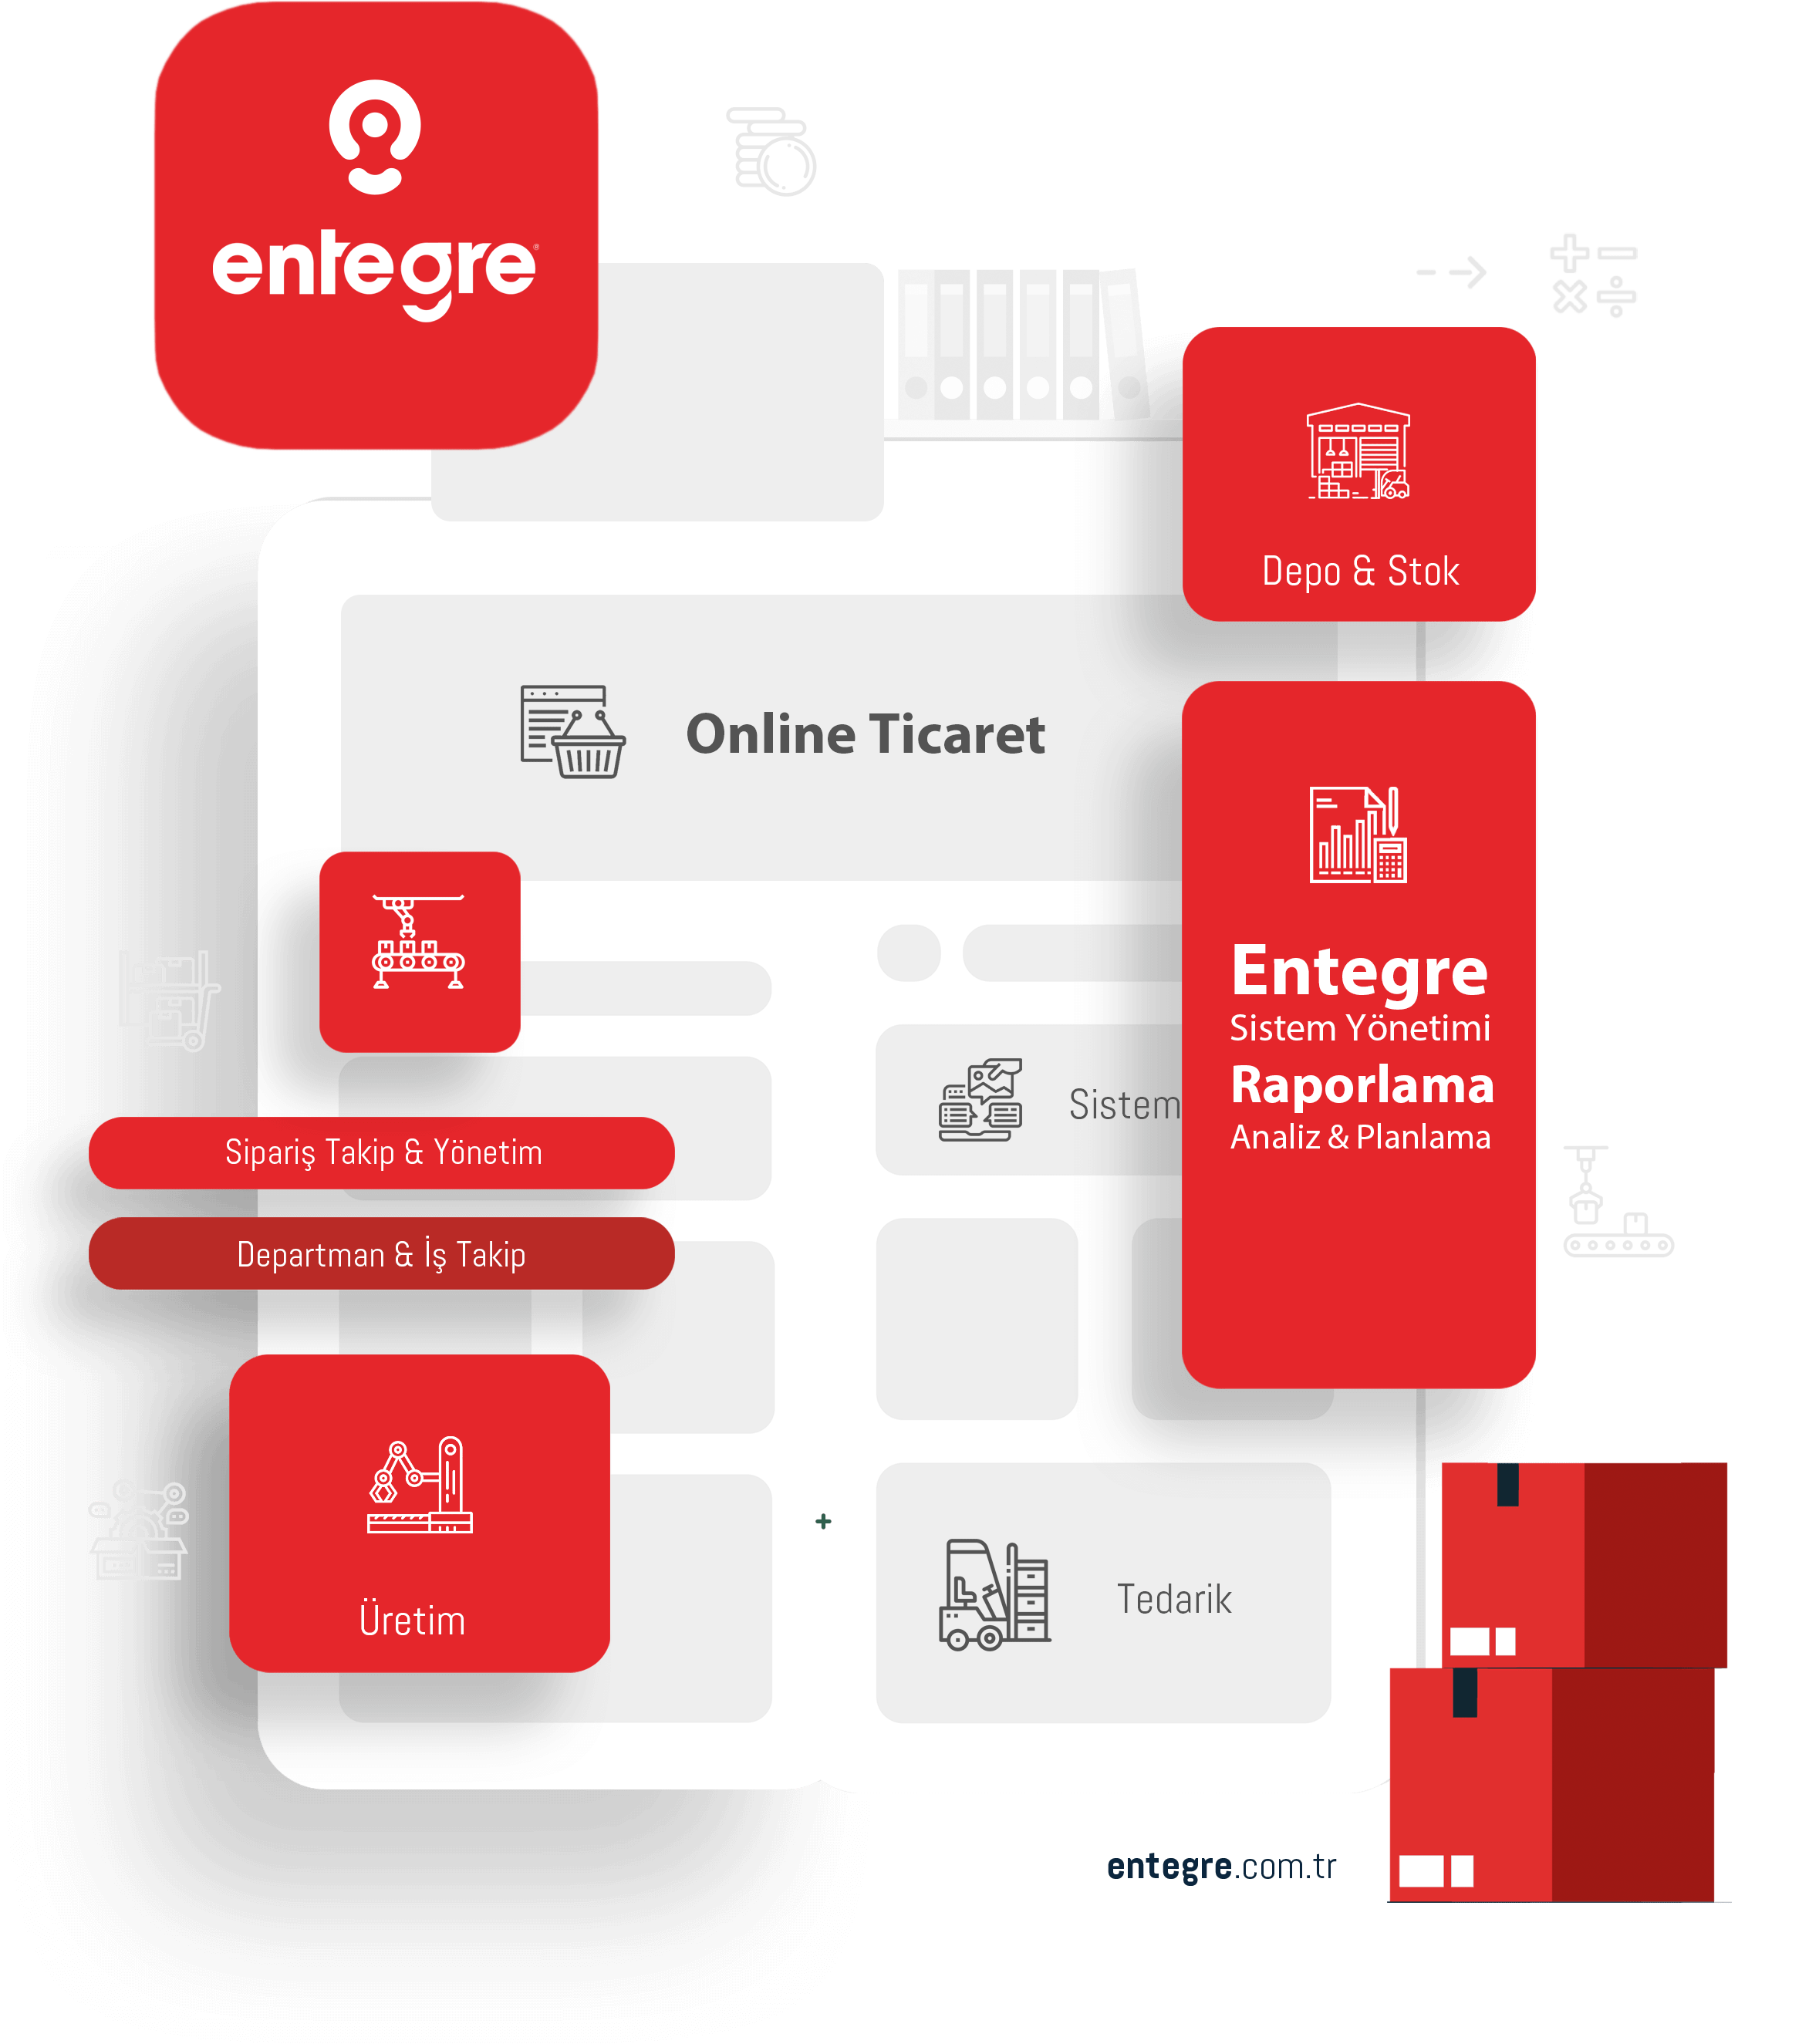 entegre®
Depo & Stok
Online Ticaret
Entegre
Sistem Yönetimi
Raporlama
Analiz & Planlama
Sistem
Sipariş Takip & Yönetim
Departman & İş Takip
Üretim
Tedarik
entegre.com.tr